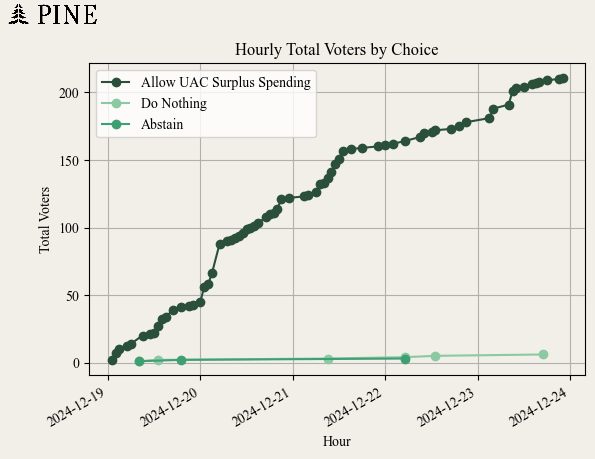 PINE
Hourly Total Voters by Choice
Allow UAC Surplus Spending
Do Nothing
Abstain
Total Voters
200
150
100
50
0
2024-12-19
2024-12-20
2024-12-21
2024-12-22
2024-12-23
2024-12-24
Hour